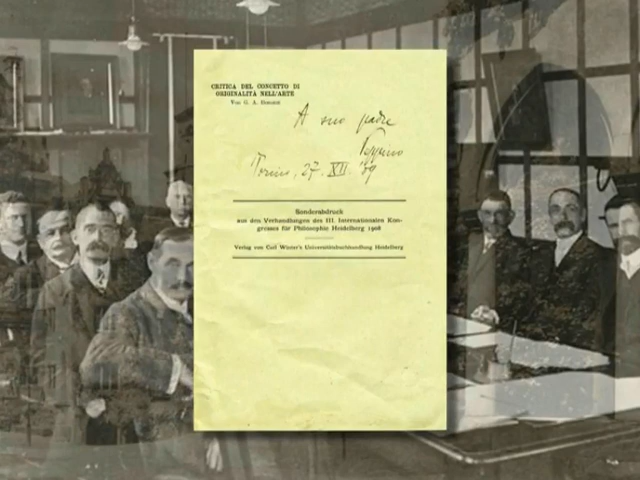 CRITICA DEL CONCETTO DI
ORIGINALITÀ NELL'ARTE
Von G. A. Borgese
A suo padre
Peppino
Torino, 27. XII. 09
Sonderabdruck
aus den Verhandlungen des III. Internationalen Kon-
gresses für Philosophie Heidelberg 1908
Verlag von Carl Winter's Universitätsbuchhandlung Heidelberg